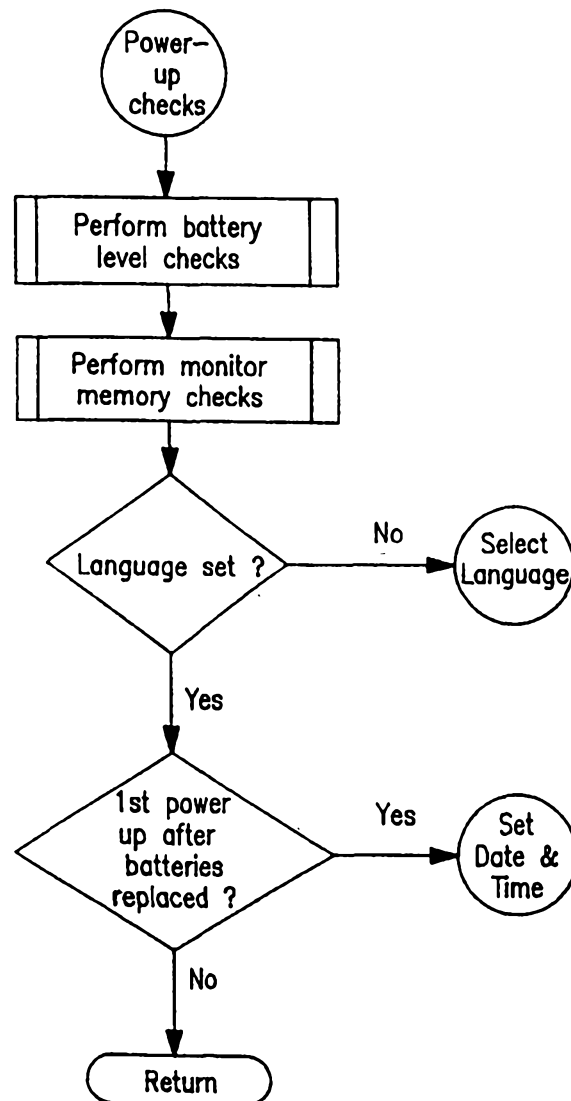 Power-
up
checks
Perform battery
level checks
Perform monitor
memory checks
Language set ?
No
Select
Language
Yes
1st power
up after
batteries
replaced ?
Yes
Set
Date &
Time
No
Return